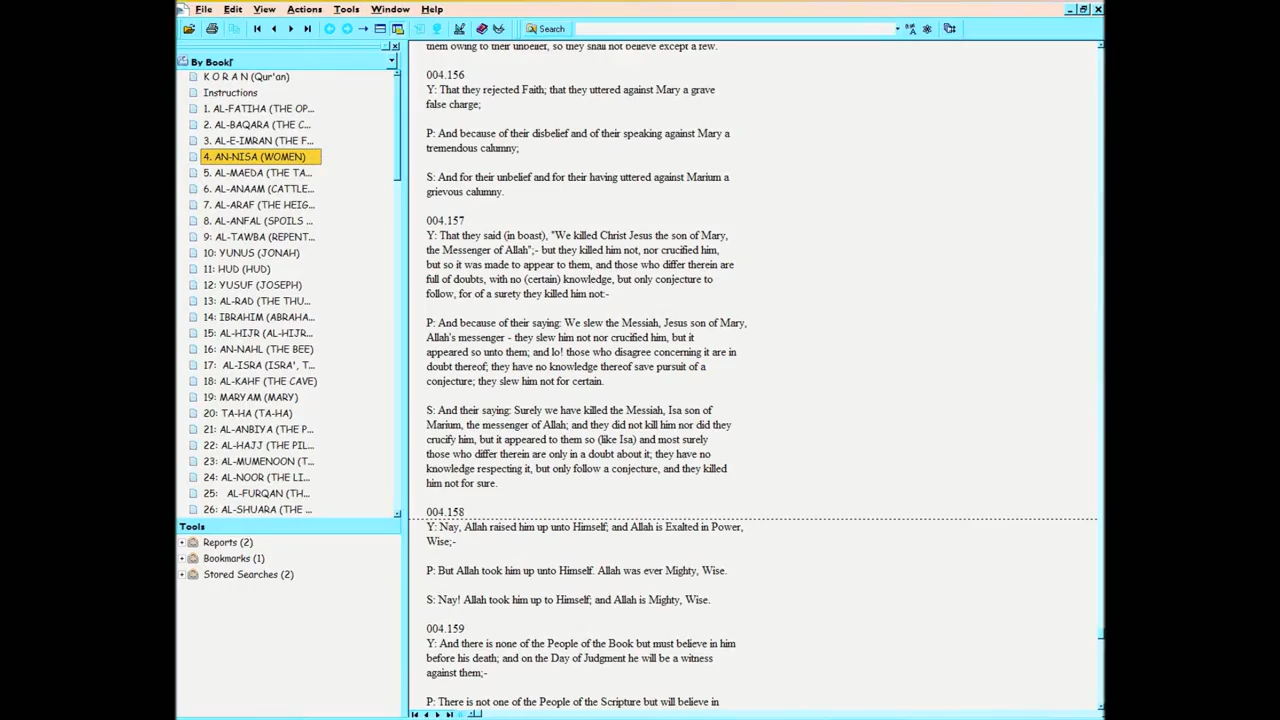 File Edit View Actions Tools Window Help
Search
By Book
K O R A N (Qur'an)
Instructions
1. AL-FATIHA (THE OP...
2. AL-BAQARA (THE C...
3. AL-E-IMRAN (THE F...
4. AN-NISA (WOMEN)
5. AL-MAEDA (THE TA...
6. AL-ANAAM (CATTLE...
7. AL-ARAF (THE HEIG...
8. AL-ANFAL (SPOILS ...
9: AL-TAWBA (REPENT...
10: YUNUS (JONAH)
11: HUD (HUD)
12: YUSUF (JOSEPH)
13: AL-RAD (THE THU...
14: IBRAHIM (ABRAHA...
15: AL-HIJR (AL-HIJR...
16: AN-NAHL (THE BEE)
17: AL-ISRA (ISRA', T...
18: AL-KAHF (THE CAVE)
19: MARYAM (MARY)
20: TA-HA (TA-HA)
21: AL-ANBIYA (THE P...
22: AL-HAJJ (THE PIL...
23: AL-MUMENOON (T...
24: AL-NOOR (THE LI...
25: AL-FURQAN (TH...
26: AL-SHUARA (THE ...
Tools
Reports (2)
Bookmarks (1)
Stored Searches (2)
them owing to their unbelief, so they shall not believe except a few.
004.156
Y: That they rejected Faith; that they uttered against Mary a grave
false charge;
P: And because of their disbelief and of their speaking against Mary a
tremendous calumny;
S: And for their unbelief and for their having uttered against Marium a
grievous calumny.
004.157
Y: That they said (in boast), "We killed Christ Jesus the son of Mary,
the Messenger of Allah";- but they killed him not, nor crucified him,
but so it was made to appear to them, and those who differ therein are
full of doubts, with no (certain) knowledge, but only conjecture to
follow, for of a surety they killed him not:-
P: And because of their saying: We slew the Messiah, Jesus son of Mary,
Allah's messenger - they slew him not nor crucified him, but it
appeared so unto them; and lo! those who disagree concerning it are in
doubt thereof; they have no knowledge thereof save pursuit of a
conjecture; they slew him not for certain.
S: And their saying: Surely we have killed the Messiah, Isa son of
Marium, the messenger of Allah; and they did not kill him nor did they
crucify him, but it appeared to them so (like Isa) and most surely
those who differ therein are only in a doubt about it; they have no
knowledge respecting it, but only follow a conjecture, and they killed
him not for sure.
004.158
Y: Nay, Allah raised him up unto Himself; and Allah is Exalted in Power,
Wise;-
P: But Allah took him up unto Himself. Allah was ever Mighty, Wise.
S: Nay! Allah took him up to Himself; and Allah is Mighty, Wise.
004.159
Y: And there is none of the People of the Book but must believe in him
before his death; and on the Day of Judgment he will be a witness
against them;-
P: There is not one of the People of the Scripture but will believe in